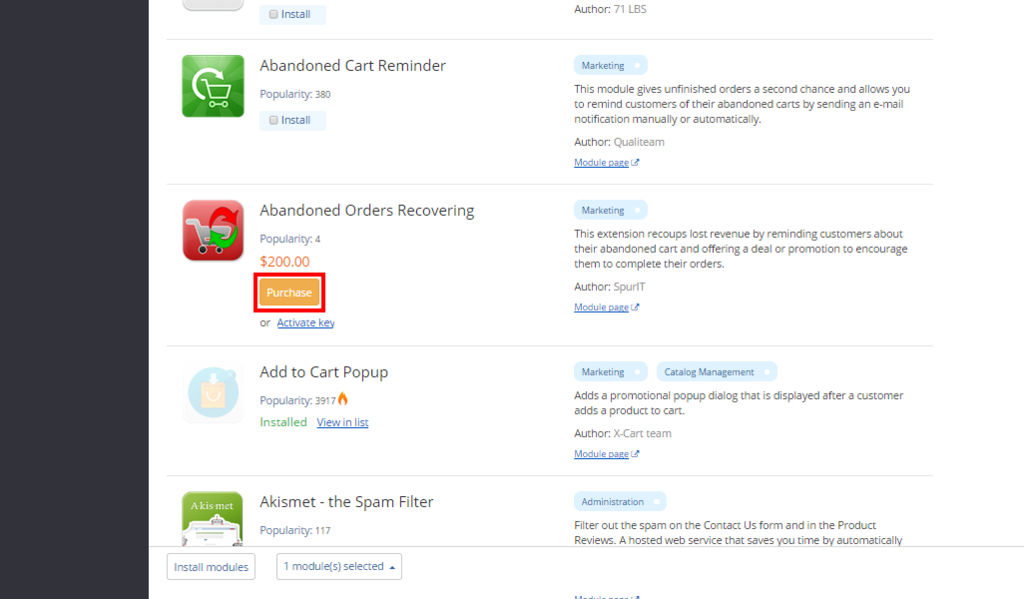 Install
Author: 71 LBS
Abandoned Cart Reminder
Popularity: 380
Install
Marketing
This module gives unfinished orders a second chance and allows you
to remind customers of their abandoned carts by sending an e-mail
notification manually or automatically.
Author: Qualiteam
Module page
Abandoned Orders Recovering
Popularity: 4
$200.00
Purchase
or Activate key
Marketing
This extension recoups lost revenue by reminding customers about
their abandoned cart and offering a deal or promotion to encourage
them to complete their orders.
Author: SpurIT
Module page
Add to Cart Popup
Popularity: 3917
Installed View in list
Marketing Catalog Management
Adds a promotional popup dialog that is displayed after a customer
adds a product to cart.
Author: X-Cart team
Module page
Akismet
Akismet - the Spam Filter
Popularity: 117
Administration
Filter out the spam on the Contact Us form and in the Product
Reviews. A hosted web service that saves you time by automatically
Install modules
1 module(s) selected
Module page